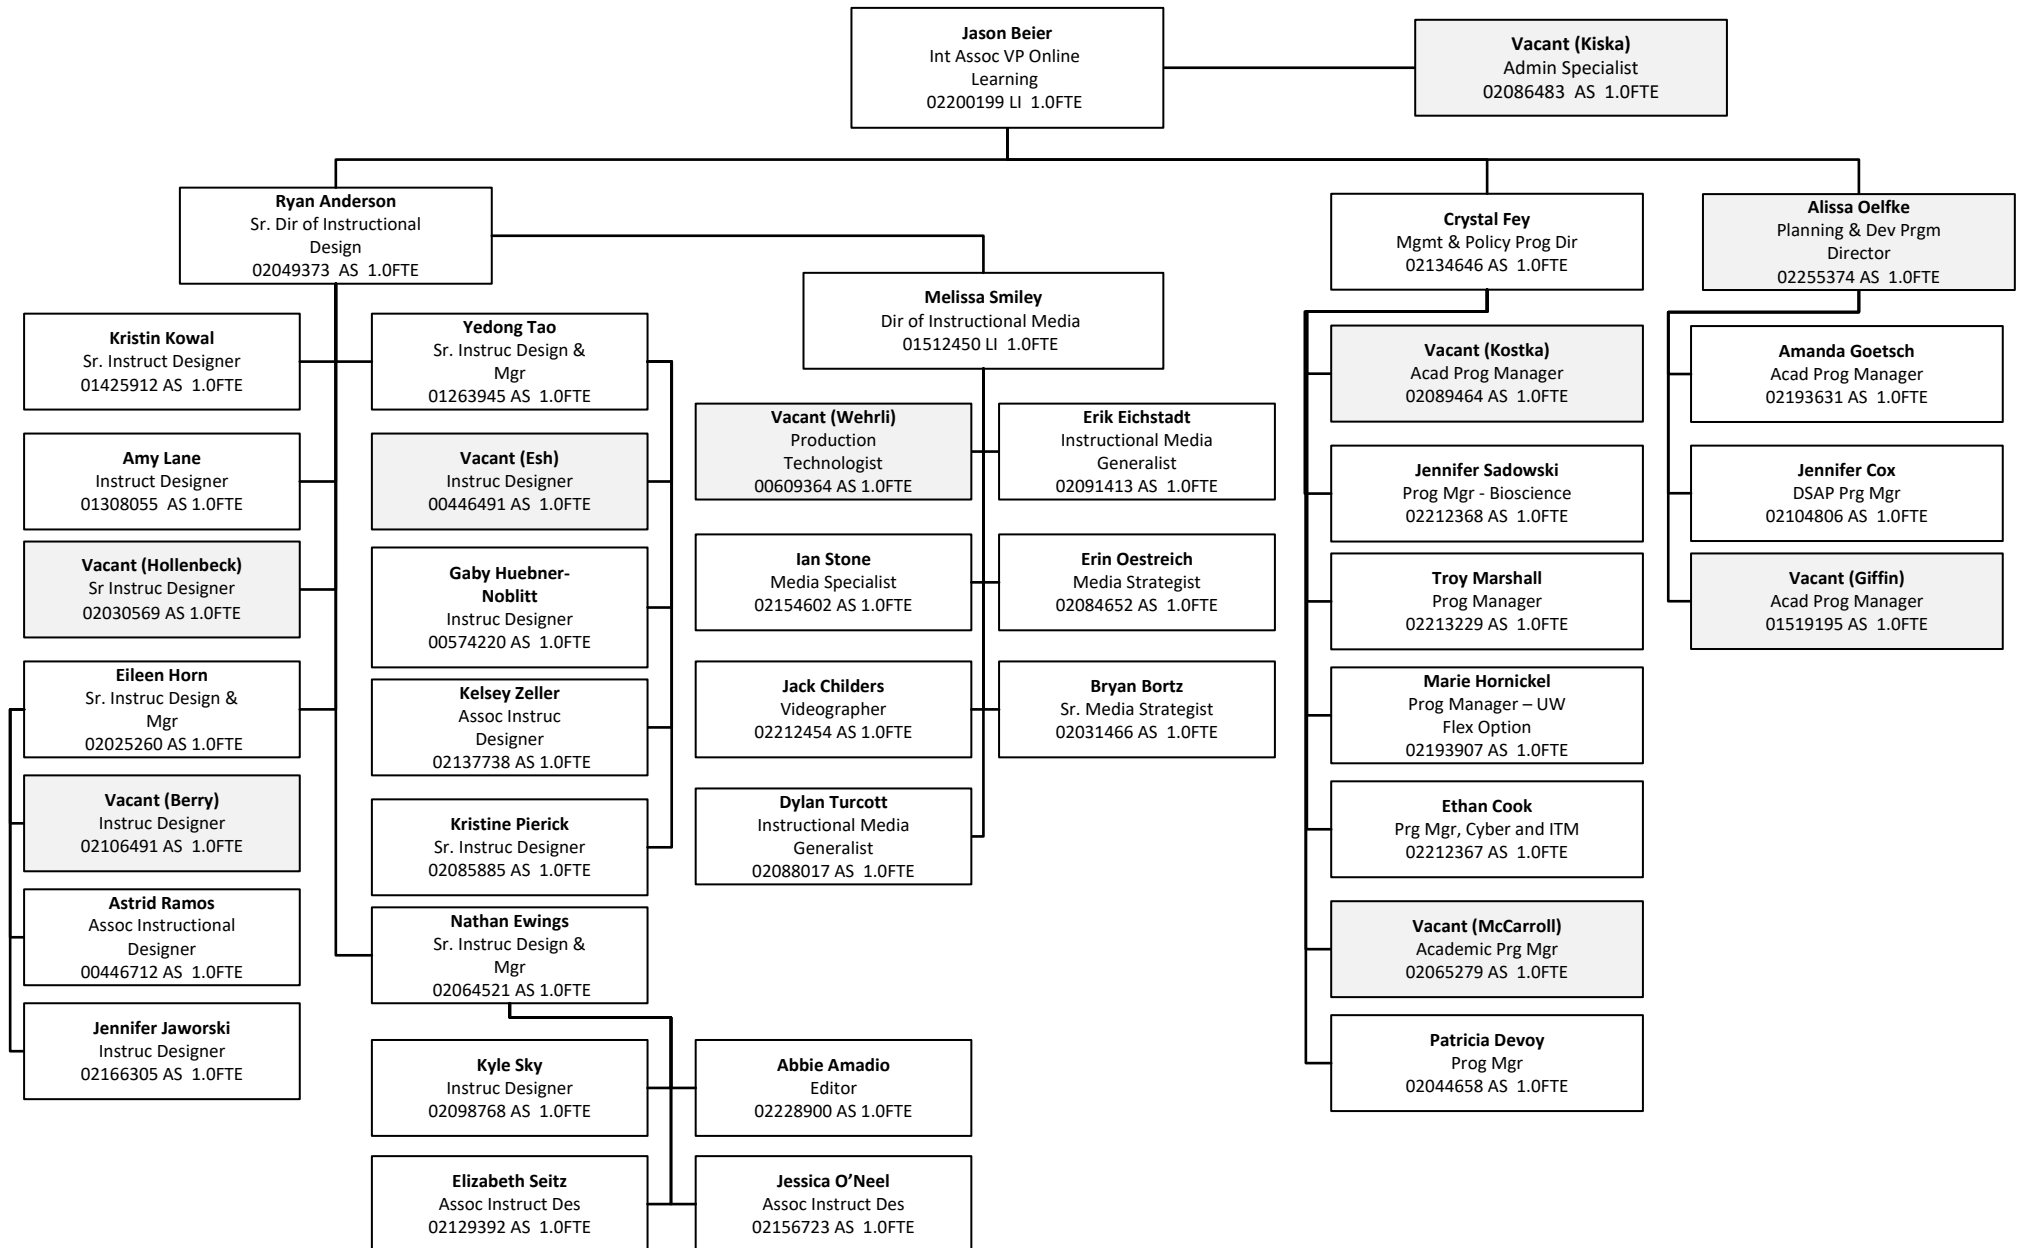 Jason Beier
Int Assoc VP Online
Learning
02200199 LI 1.0FTE
Vacant (Kiska)
Admin Specialist
02086483 AS 1.0FTE
Ryan Anderson
Sr. Dir of Instructional
Design
02049373 AS 1.0FTE
Crystal Fey
Mgmt & Policy Prog Dir
02134646 AS 1.0FTE
Alissa Oelfke
Planning & Dev Prgm
Director
02255374 AS 1.0FTE
Melissa Smiley
Dir of Instructional Media
01512450 LI 1.0FTE
Kristin Kowal
Sr. Instruct Designer
01425912 AS 1.0FTE
Amy Lane
Instruct Designer
01308055 AS 1.0FTE
Vacant (Hollenbeck)
Sr Instruc Designer
02030569 AS 1.0FTE
Eileen Horn
Sr. Instruc Design &
Mgr
02025260 AS 1.0FTE
Vacant (Berry)
Instruc Designer
02106491 AS 1.0FTE
Astrid Ramos
Assoc Instructional
Designer
00446712 AS 1.0FTE
Jennifer Jaworski
Instruc Designer
02166305 AS 1.0FTE
Yedong Tao
Sr. Instruc Design &
Mgr
01263945 AS 1.0FTE
Vacant (Esh)
Instruc Designer
00446491 AS 1.0FTE
Gaby Huebner-
Noblitt
Instruc Designer
00574220 AS 1.0FTE
Kelsey Zeller
Assoc Instruc
Designer
02137738 AS 1.0FTE
Kristine Pierick
Sr. Instruc Designer
02085885 AS 1.0FTE
Nathan Ewings
Sr. Instruc Design &
Mgr
02064521 AS 1.0FTE
Kyle Sky
Instruc Designer
02098768 AS 1.0FTE
Abbie Amadio
Editor
02228900 AS 1.0FTE
Elizabeth Seitz
Assoc Instruct Des
02129392 AS 1.0FTE
Jessica O’Neel
Assoc Instruct Des
02156723 AS 1.0FTE
Vacant (Wehrli)
Production
Technologist
00609364 AS 1.0FTE
Erik Eichstadt
Instructional Media
Generalist
02091413 AS 1.0FTE
Ian Stone
Media Specialist
02154602 AS 1.0FTE
Erin Oestreich
Media Strategist
02084652 AS 1.0FTE
Jack Childers
Videographer
02212454 AS 1.0FTE
Bryan Bortz
Sr. Media Strategist
02031466 AS 1.0FTE
Dylan Turcott
Instructional Media
Generalist
02088017 AS 1.0FTE
Vacant (Kostka)
Acad Prog Manager
02089464 AS 1.0FTE
Jennifer Sadowski
Prog Mgr - Bioscience
02212368 AS 1.0FTE
Troy Marshall
Prog Manager
02213229 AS 1.0FTE
Marie Hornickel
Prog Manager – UW
Flex Option
02193907 AS 1.0FTE
Ethan Cook
Prg Mgr, Cyber and ITM
02212367 AS 1.0FTE
Vacant (McCarroll)
Academic Prg Mgr
02065279 AS 1.0FTE
Patricia Devoy
Prog Mgr
02044658 AS 1.0FTE
Amanda Goetsch
Acad Prog Manager
02193631 AS 1.0FTE
Jennifer Cox
DSAP Prg Mgr
02104806 AS 1.0FTE
Vacant (Giffin)
Acad Prog Manager
01519195 AS 1.0FTE